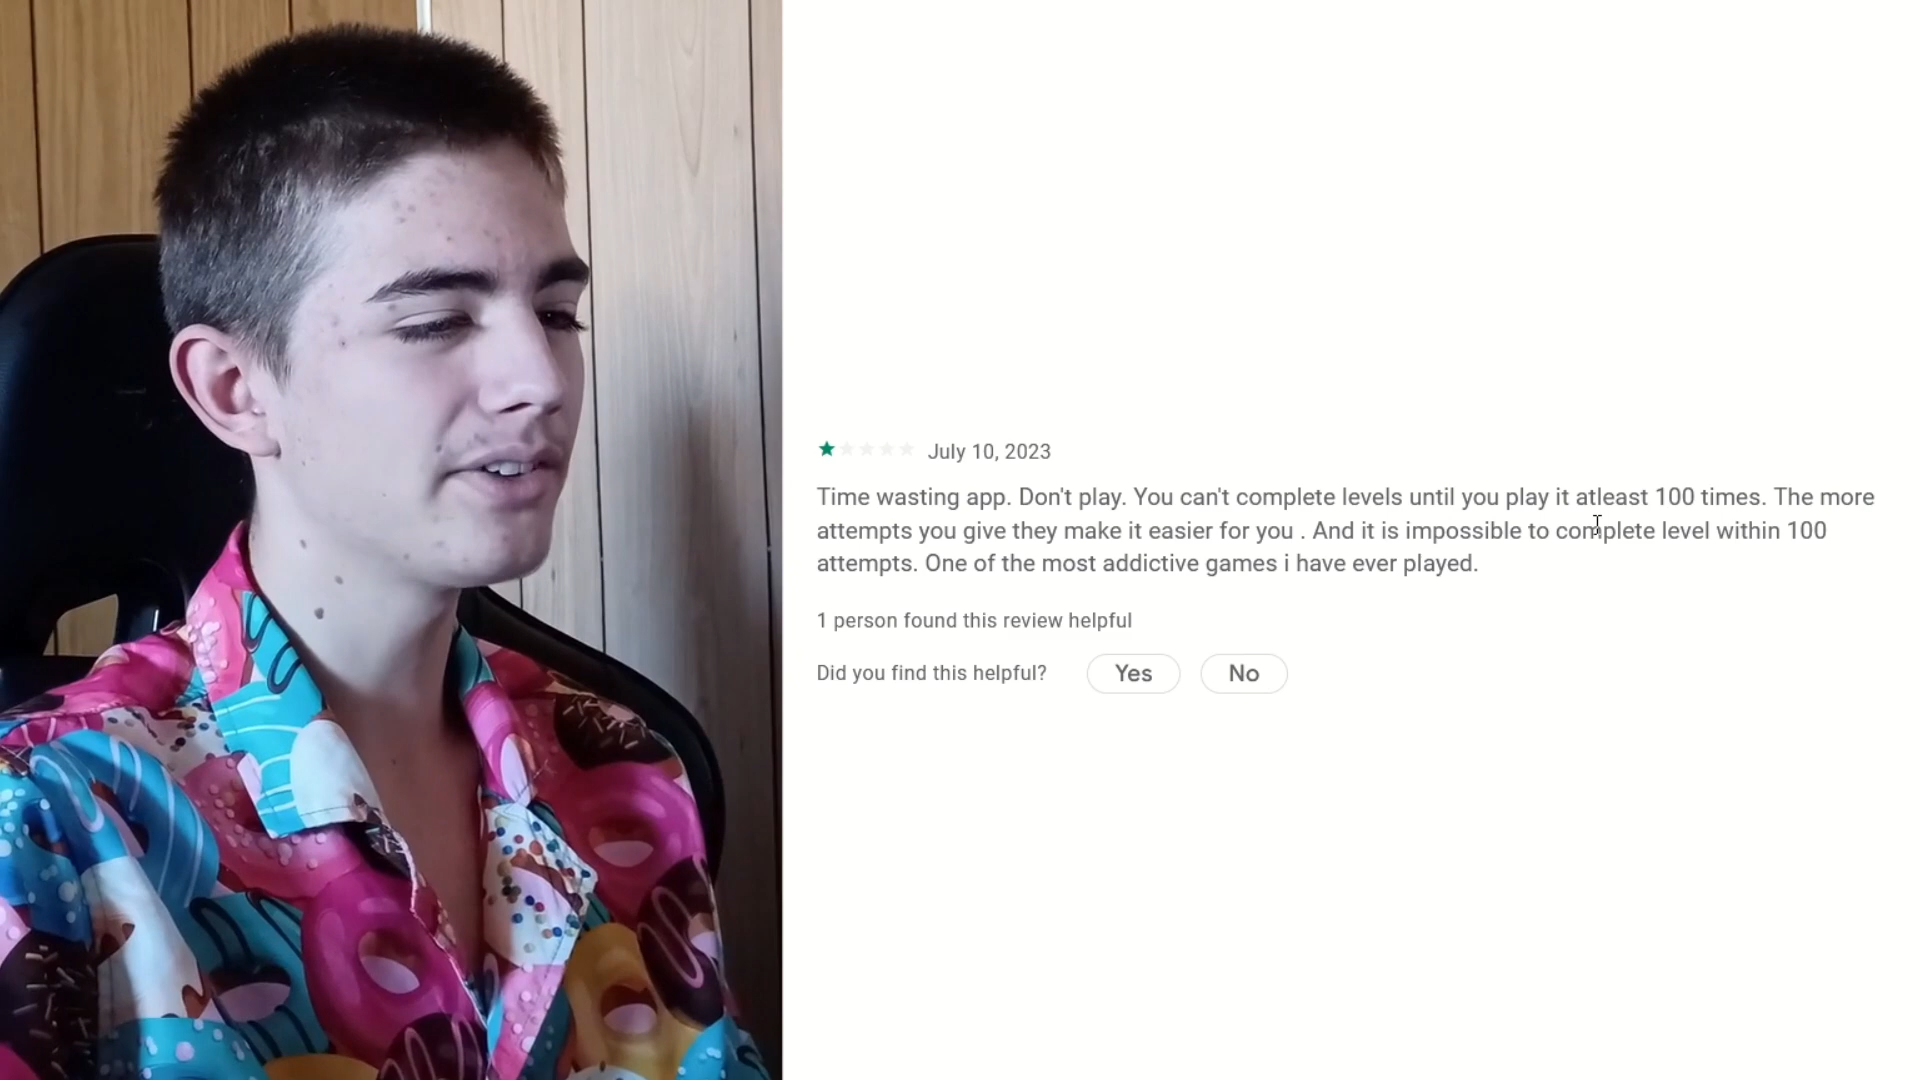 July 10, 2023
Time wasting app. Don't play. You can't complete levels until you play it atleast 100 times. The more
attempts you give they make it easier for you . And it is impossible to complete level within 100
attempts. One of the most addictive games i have ever played.
1 person found this review helpful
Did you find this helpful? Yes No